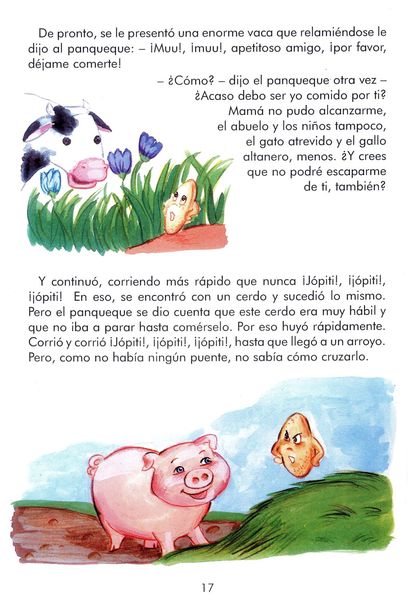 De pronto, se le presentó una enorme vaca que relamiéndose le
dijo al panqueque: – ¡Muu!, ¡muu!, apetitoso amigo, ¡por favor,
déjame comerte!
– ¿Cómo? – dijo el panqueque otra vez –
¿Acaso debo ser yo comido por ti?
Mamá no pudo alcanzarme,
el abuelo y los niños tampoco,
el gato atrevido y el gallo
altanero, menos. ¿Y crees
que no podré escaparme
de ti, también?
Y continuó, corriendo más rápido que nunca ¡Jópiti!, ¡jópiti!,
¡jópiti! En eso, se encontró con un cerdo y sucedió lo mismo.
Pero el panqueque se dio cuenta que este cerdo era muy hábil y
que no iba a parar hasta comérselo. Por eso huyó rápidamente.
Corrió y corrió ¡Jópiti!, ¡jópiti!, ¡jópiti!, hasta que llegó a un arroyo.
Pero, como no había ningún puente, no sabía cómo cruzarlo.
17